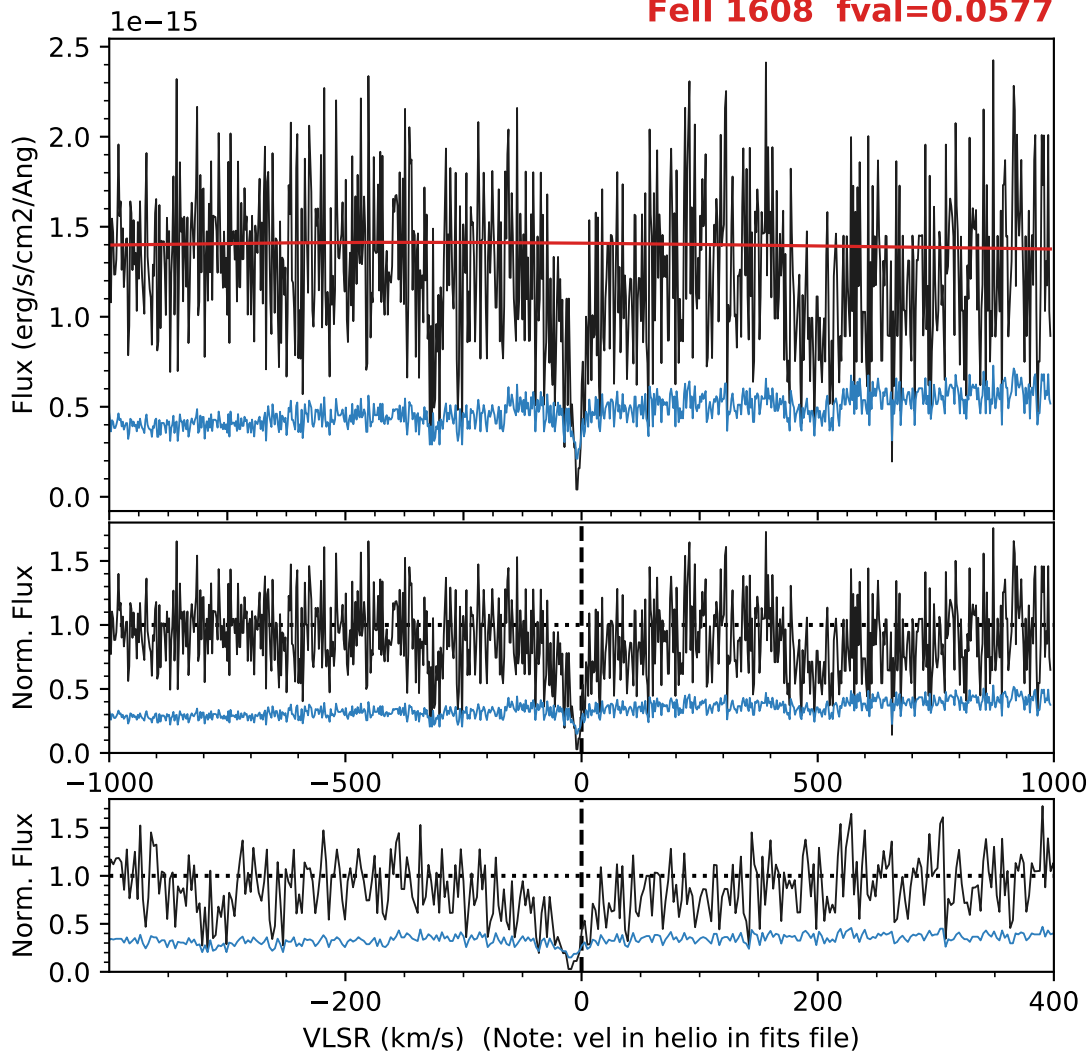 FeII 1608 fval=0.0577
1e−15
2.5
2.0
1.5
1.0
0.5
0.0
Flux (erg/s/cm2/Ang)
1.5
1.0
0.5
0.0
Norm. Flux
−1000 −500 0 500 1000
1.5
1.0
0.5
0.0
Norm. Flux
−200 0 200 400
VLSR (km/s) (Note: vel in helio in fits file)